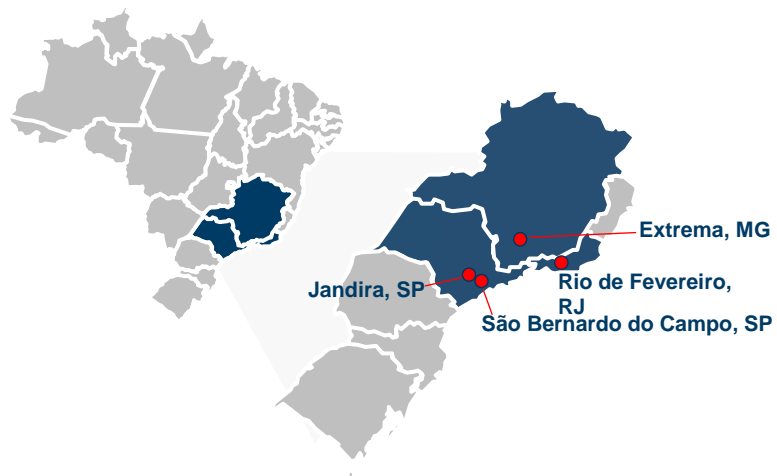 Extrema, MG
Rio de Fevereiro,
RJ
Jandira, SP
São Bernardo do Campo, SP